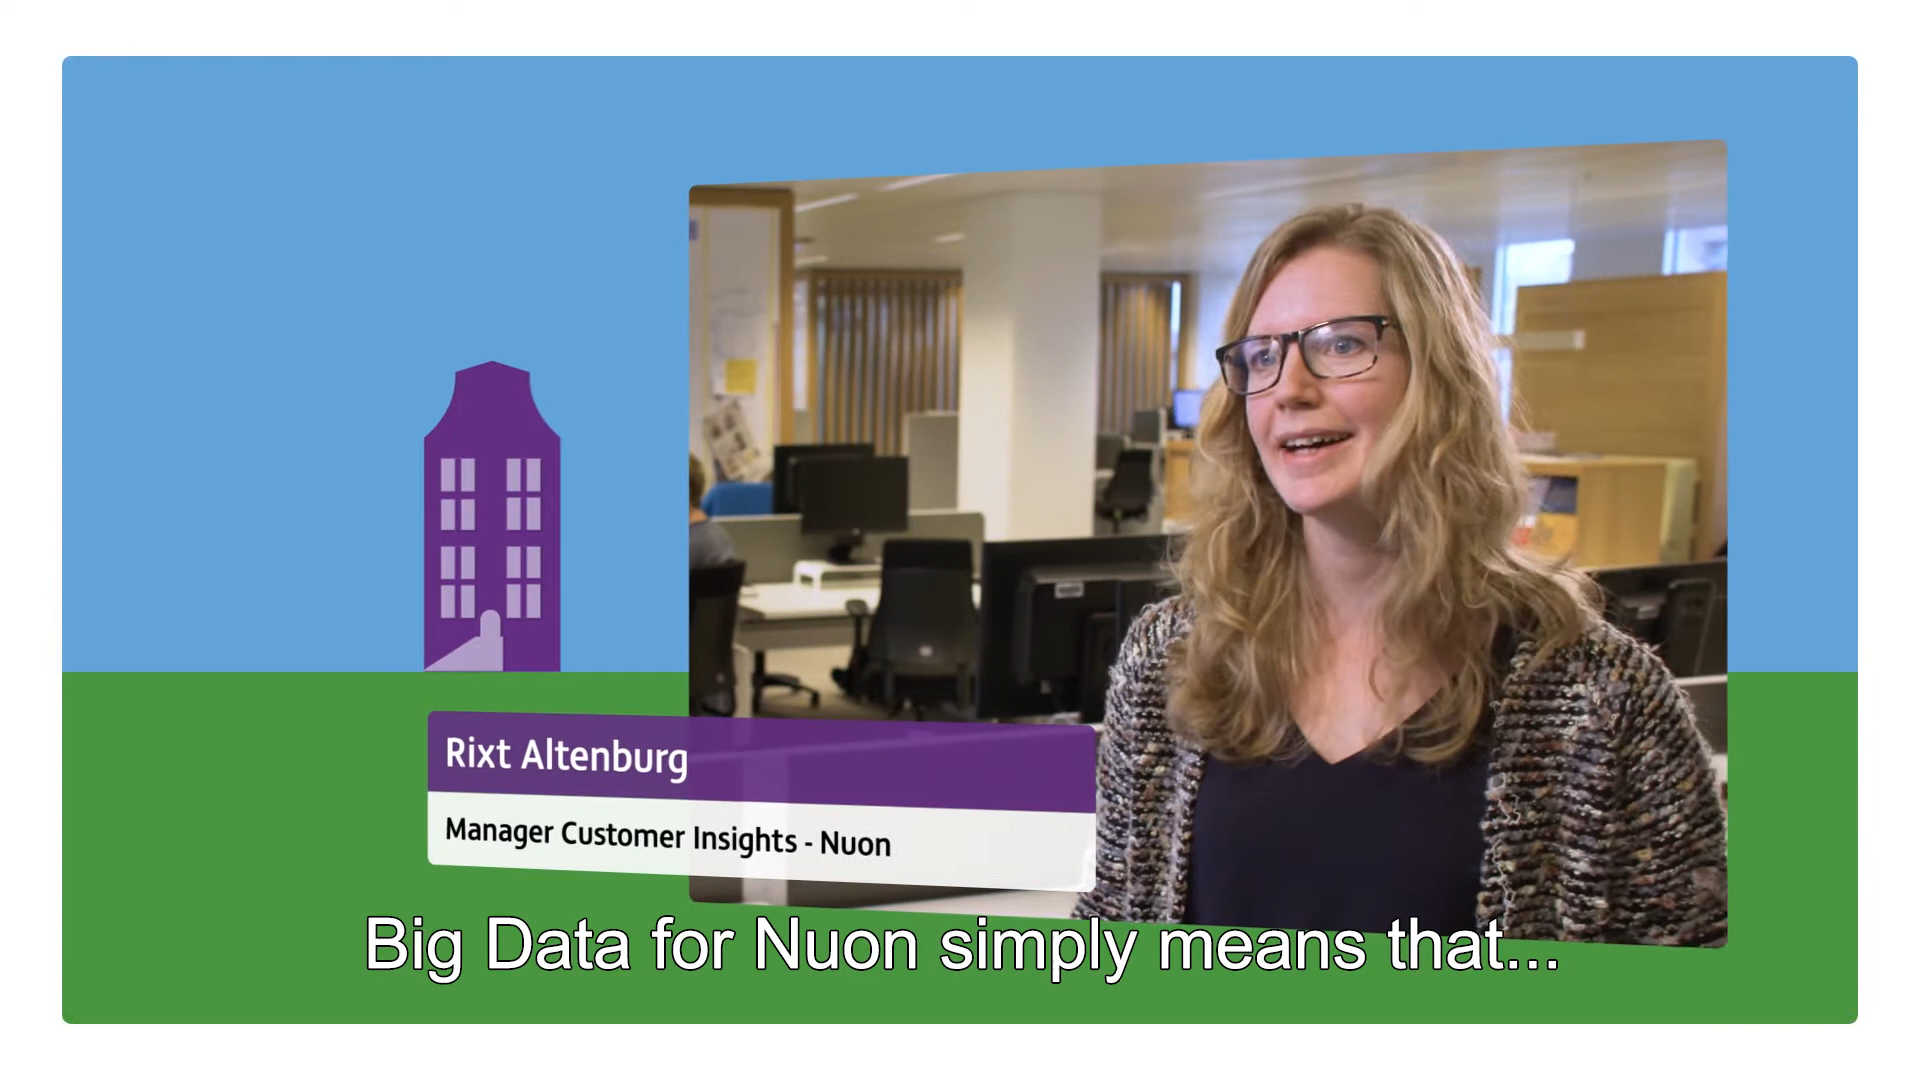 Rixt Altenburg
Manager Customer Insights - Nuon
Big Data for Nuon simply means that...